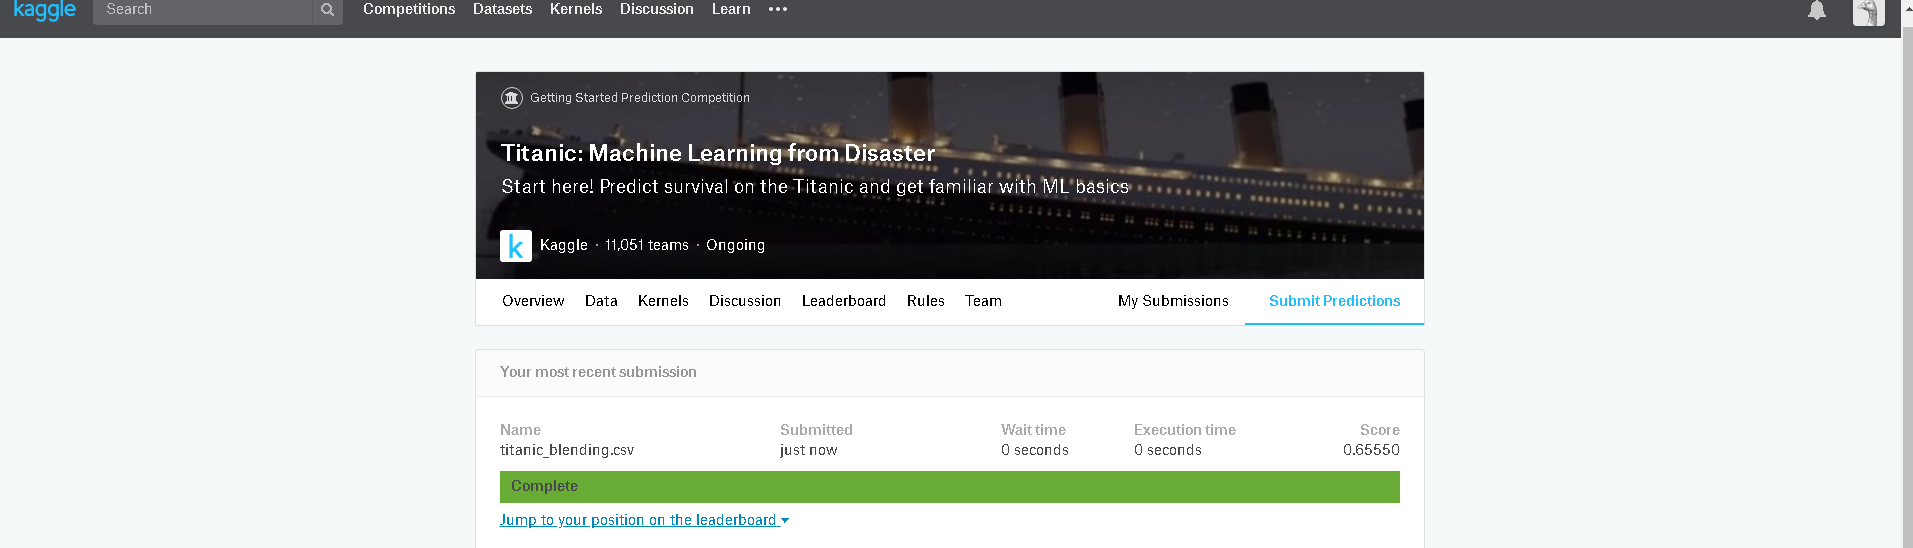 kaggle Search Competitions Datasets Kernels Discussion Learn
Getting Started Prediction Competition
Titanic: Machine Learning from Disaster
Start here! Predict survival on the Titanic and get familiar with ML basics
k Kaggle · 11,051 teams · Ongoing
Overview Data Kernels Discussion Leaderboard Rules Team My Submissions Submit Predictions
Your most recent submission
Name Submitted Wait time Execution time Score
titanic_blending.csv just now 0 seconds 0 seconds 0.65550
Complete
Jump to your position on the leaderboard